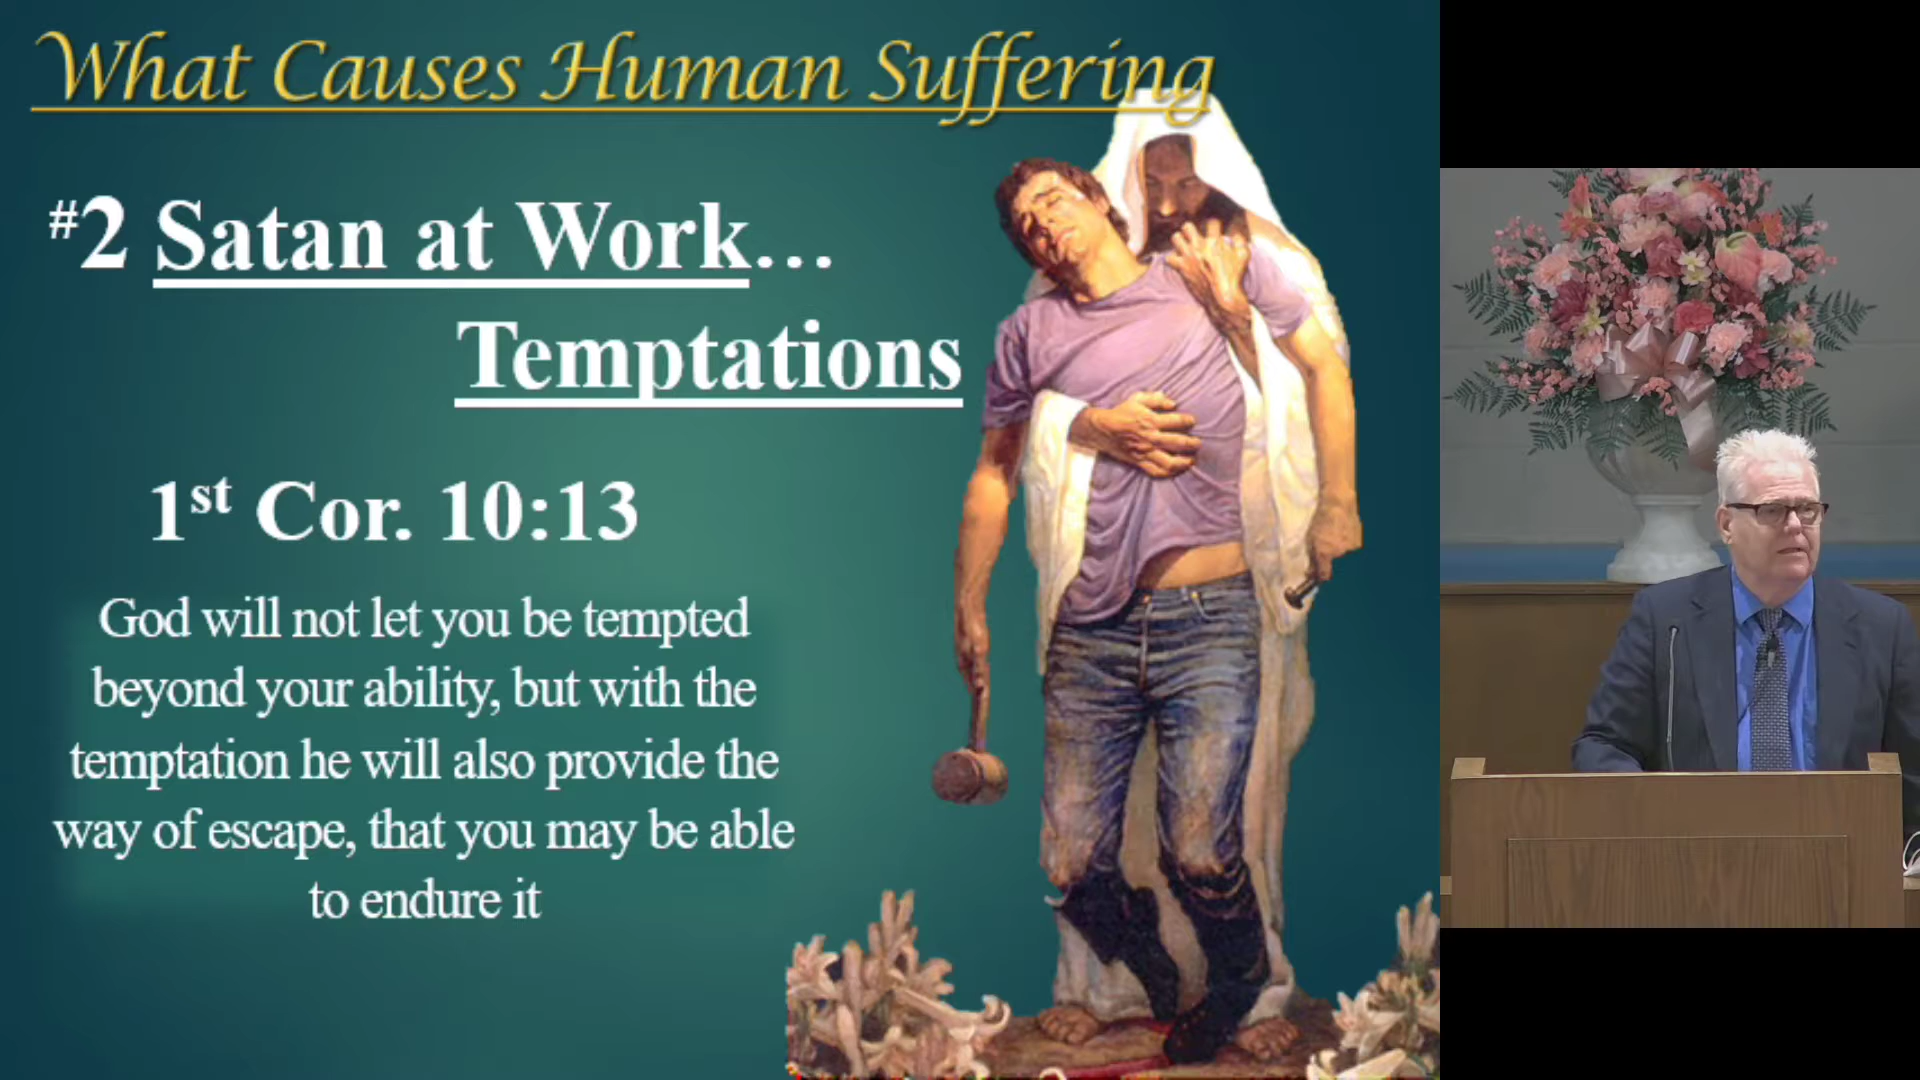 What Causes Human Suffering
#2 Satan at Work…
Temptations
1st Cor. 10:13
God will not let you be tempted
beyond your ability, but with the
temptation he will also provide the
way of escape, that you may be able
to endure it